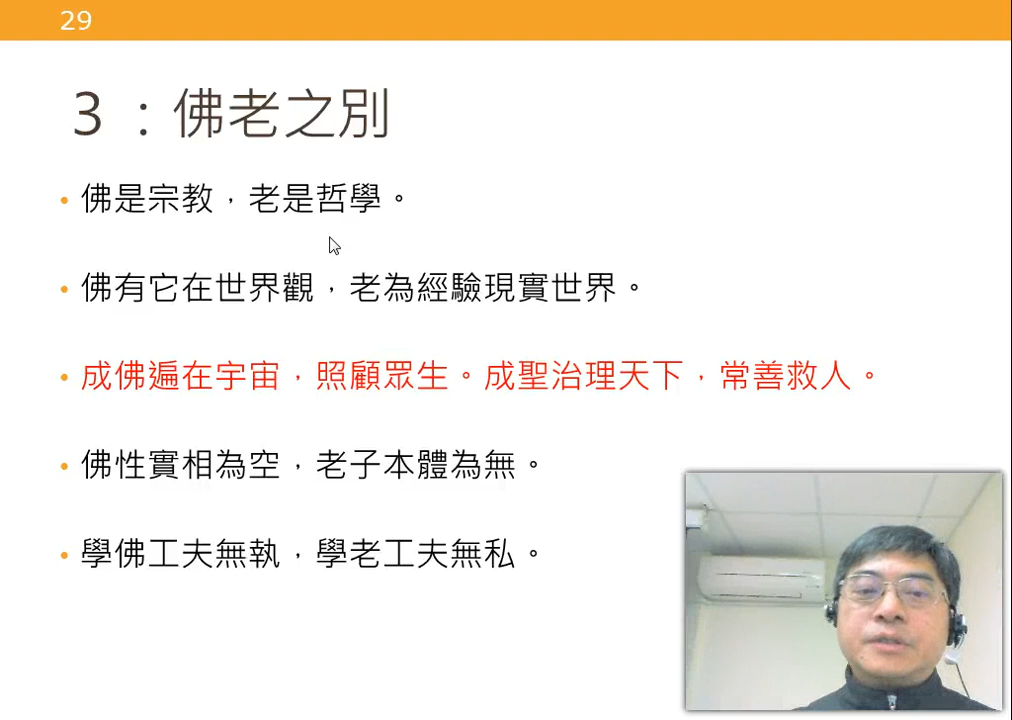 29
3：佛老之別
• 佛是宗教，老是哲學。
• 佛有它在世界觀，老為經驗現實世界。
• 成佛遍在宇宙，照顧眾生。成聖治理天下，常善救人。
• 佛性實相為空，老子本體為無。
• 學佛工夫無執，學老工夫無私。